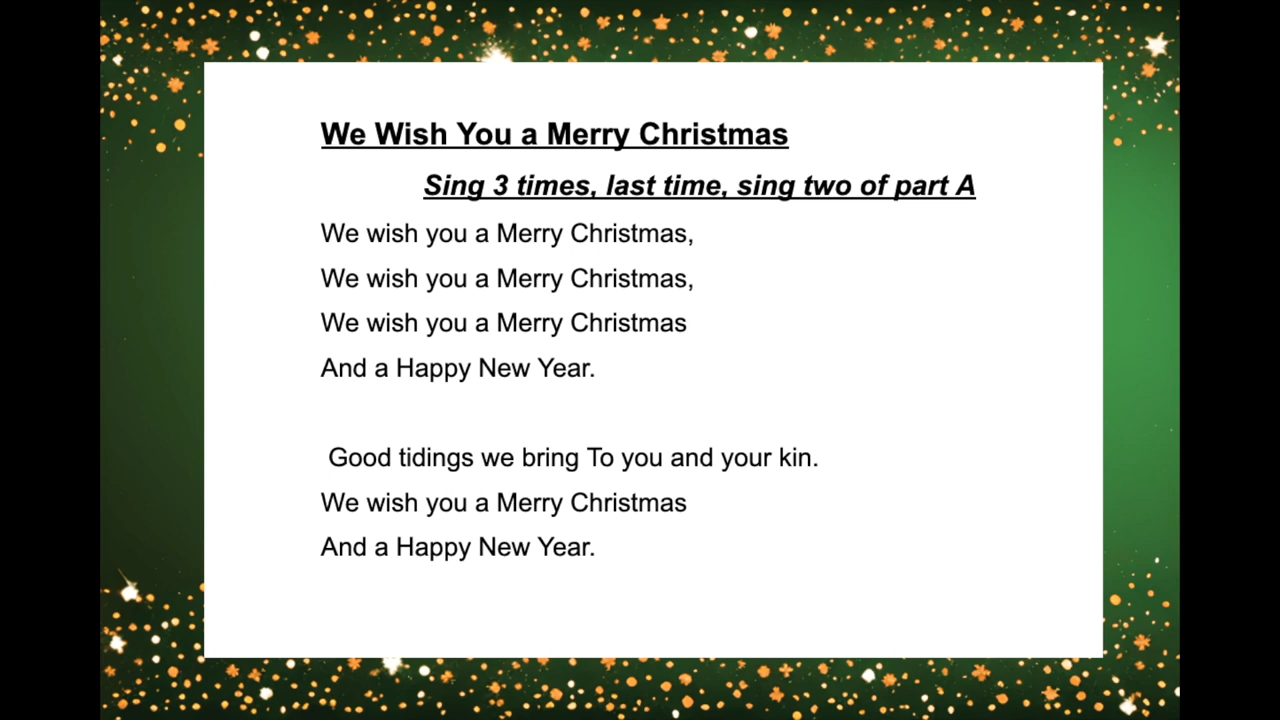 We Wish You a Merry Christmas
Sing 3 times, last time, sing two of part A
We wish you a Merry Christmas,
We wish you a Merry Christmas,
We wish you a Merry Christmas
And a Happy New Year.
Good tidings we bring To you and your kin.
We wish you a Merry Christmas
And a Happy New Year.